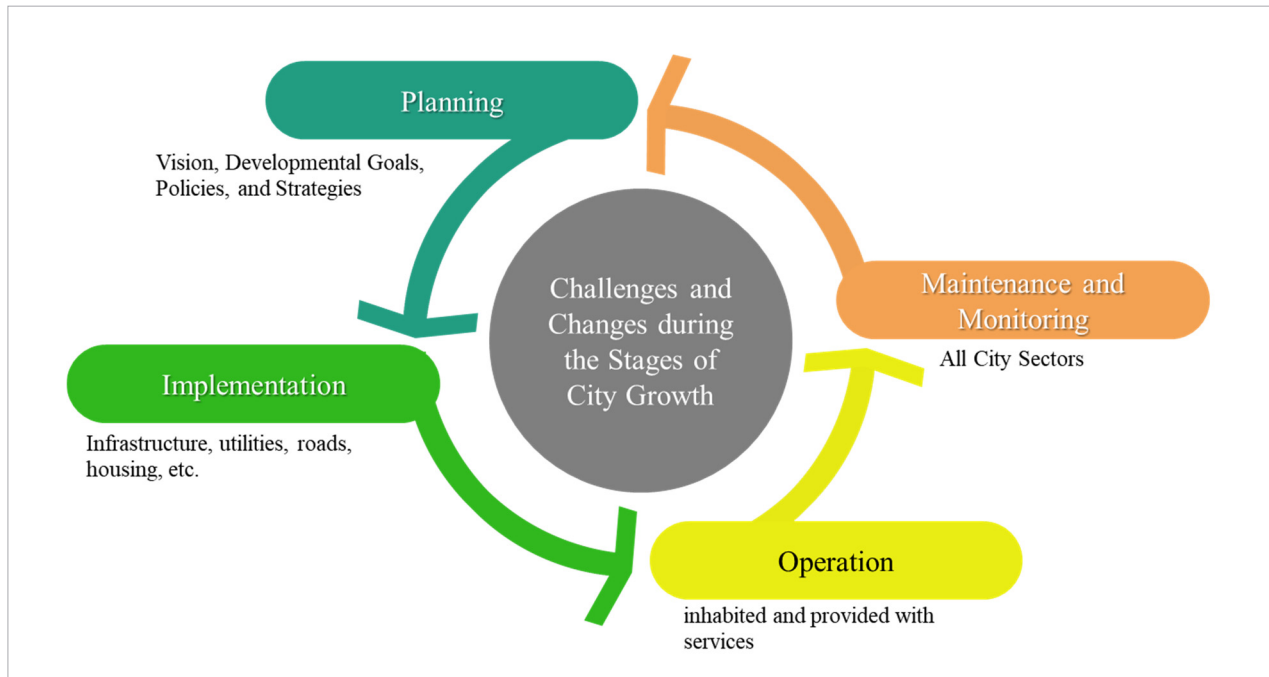 Planning
Vision, Developmental Goals,
Policies, and Strategies
Challenges and
Changes during
the Stages of
City Growth
Maintenance and
Monitoring
All City Sectors
Implementation
Infrastructure, utilities, roads,
housing, etc.
Operation
inhabited and provided with
services